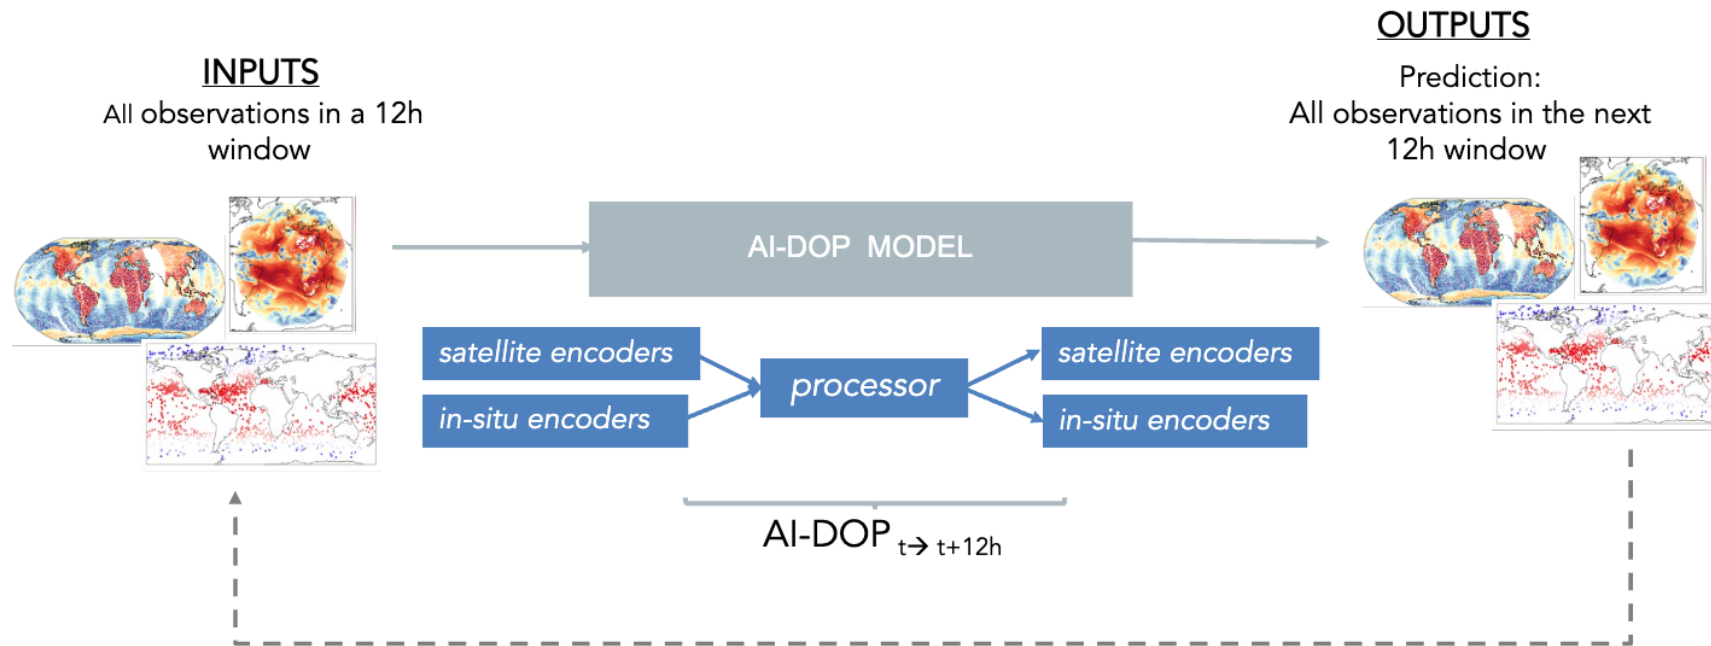 INPUTS
All observations in a 12h
window
OUTPUTS
Prediction:
All observations in the next
12h window
AI-DOP MODEL
satellite encoders
in-situ encoders
processor
satellite encoders
in-situ encoders
AI-DOP t→ t+12h